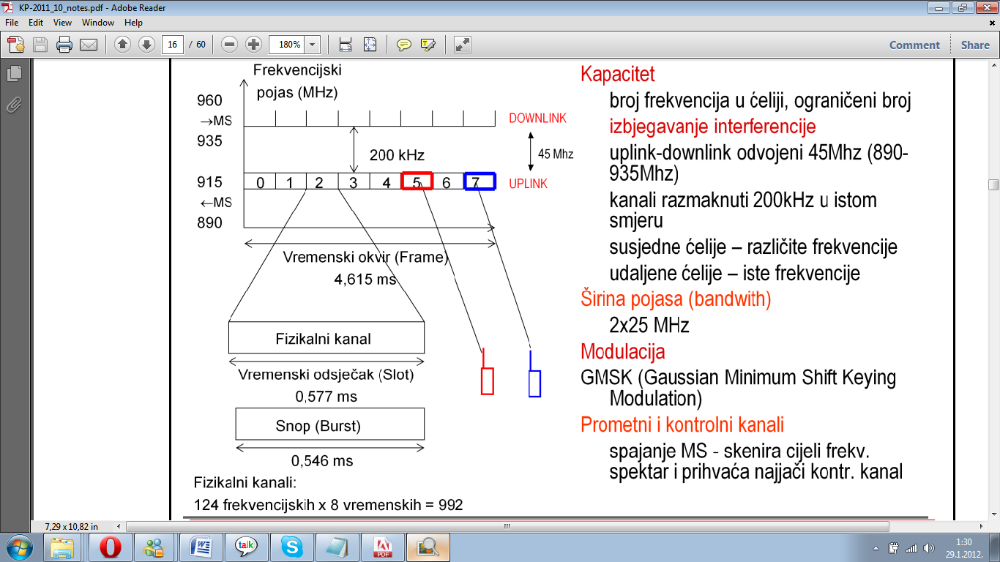 KP-2011_10_notes.pdf - Adobe Reader
File Edit View Window Help
16 / 60 180% Comment Share
Frekvencijski
pojas (MHz)
960
→MS
935
915
←MS
890
DOWNLINK
45 Mhz
UPLINK
200 kHz
0 1 2 3 4 5 6 7
Vremenski okvir (Frame)
4,615 ms
Fizikalni kanal
Vremenski odsječak (Slot)
0,577 ms
Snop (Burst)
0,546 ms
Fizikalni kanali:
124 frekvencijskih x 8 vremenskih = 992
Kapacitet
broj frekvencija u ćeliji, ograničeni broj
izbjegavanje interferencije
uplink-downlink odvojeni 45Mhz (890-
935Mhz)
kanali razmaknuti 200kHz u istom
smjeru
susjedne ćelije – različite frekvencije
udaljene ćelije – iste frekvencije
Širina pojasa (bandwith)
2x25 MHz
Modulacija
GMSK (Gaussian Minimum Shift Keying
Modulation)
Prometni i kontrolni kanali
spajanje MS - skenira cijeli frekv.
spektar i prihvaća najjači kontr. kanal
7,29 x 10,82 in
talk
PDF
1:30
29.1.2012.